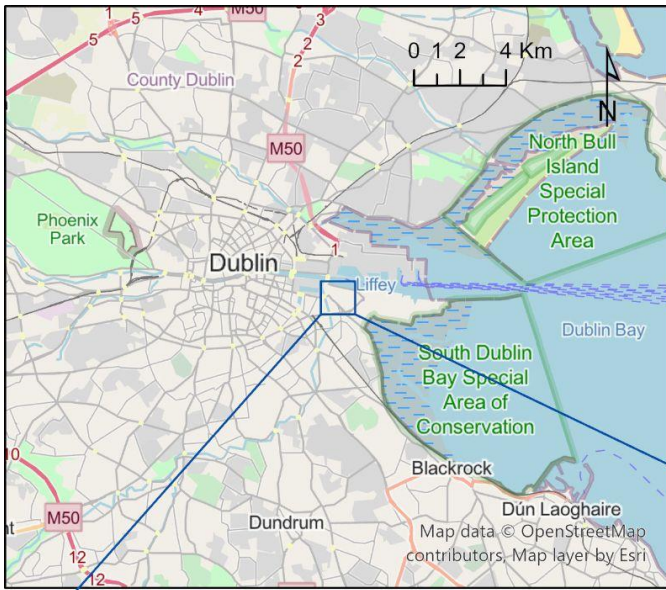 1
4
M50
3
5
5
2
2
County Dublin
0 1 2 4 Km
N
M50
North Bull
Island
Special
Protection
Area
Phoenix
Park
1
Dublin
Liffey
Dublin Bay
South Dublin
Bay Special
Area of
Conservation
10
Blackrock
M50
nt
Dundrum
Dún Laoghaire
12
12
Map data © OpenStreetMap
contributors, Map layer by Esri